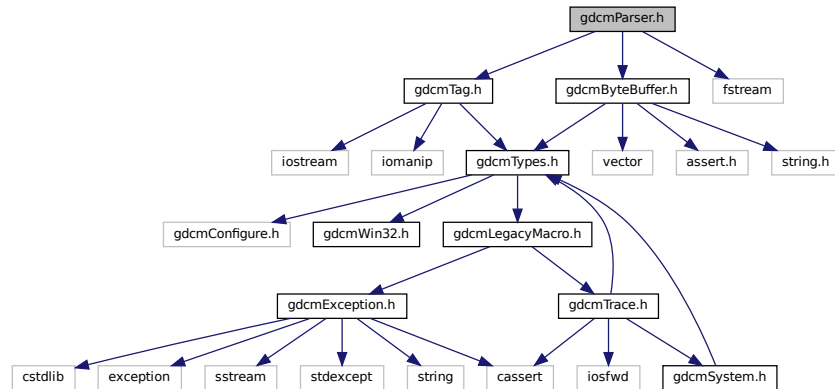 gdcmParser.h
gdcmTag.h
gdcmByteBuffer.h
fstream
iostream
iomanip
gdcmTypes.h
vector
assert.h
string.h
gdcmConfigure.h
gdcmWin32.h
gdcmLegacyMacro.h
gdcmException.h
gdcmTrace.h
cstdlib
exception
sstream
stdexcept
string
cassert
iosfwd
gdcmSystem.h